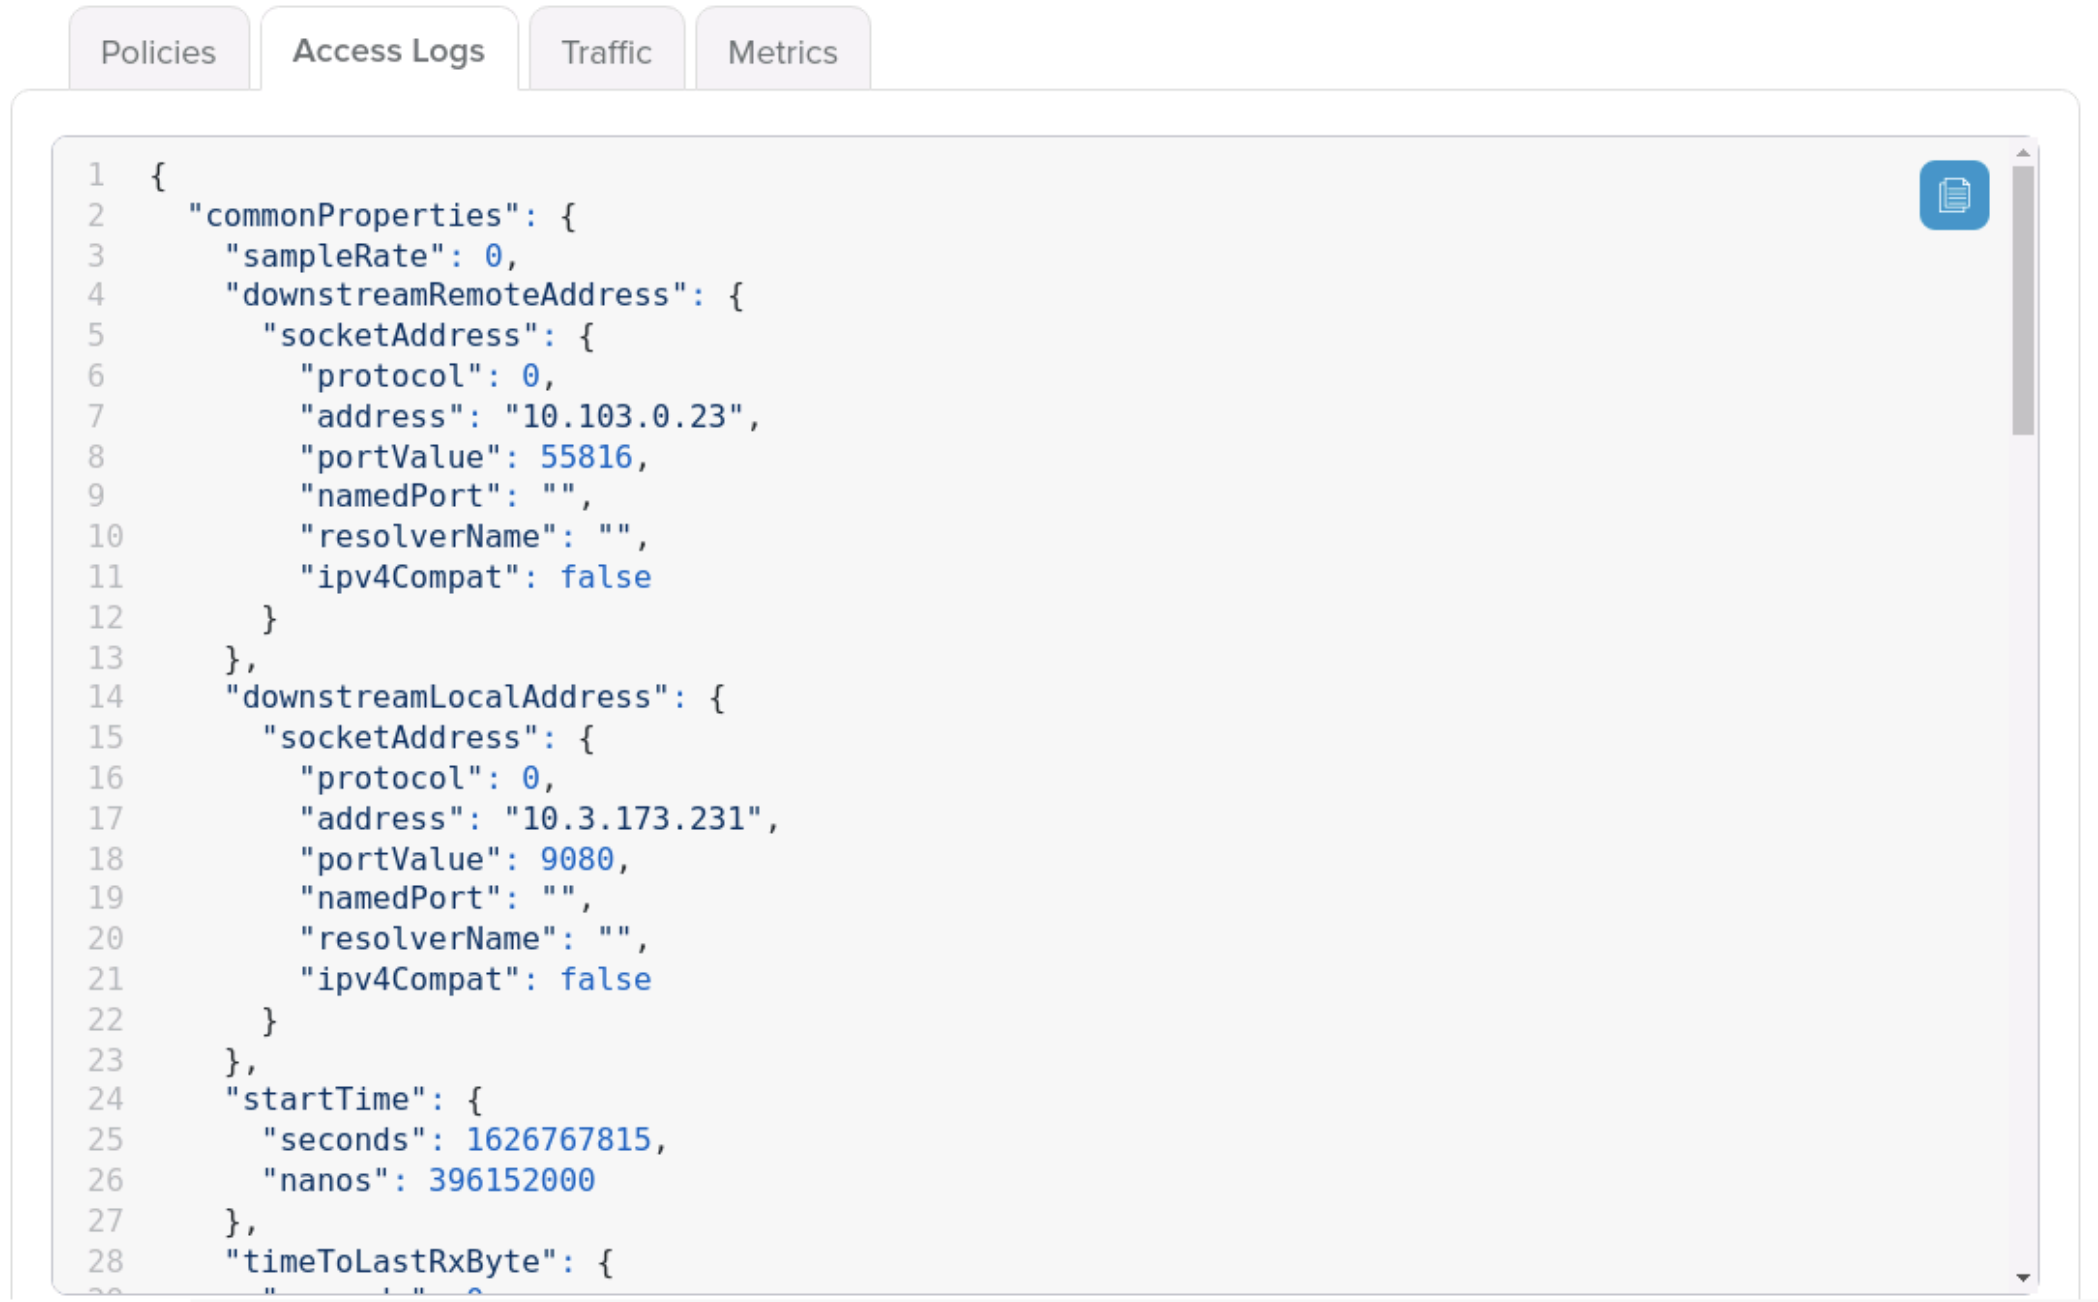 Policies Access Logs Traffic Metrics
1 {
2 "commonProperties": {
3 "sampleRate": 0,
4 "downstreamRemoteAddress": {
5 "socketAddress": {
6 "protocol": 0,
7 "address": "10.103.0.23",
8 "portValue": 55816,
9 "namedPort": "",
10 "resolverName": "",
11 "ipv4Compat": false
12 }
13 },
14 "downstreamLocalAddress": {
15 "socketAddress": {
16 "protocol": 0,
17 "address": "10.3.173.231",
18 "portValue": 9080,
19 "namedPort": "",
20 "resolverName": "",
21 "ipv4Compat": false
22 }
23 },
24 "startTime": {
25 "seconds": 1626767815,
26 "nanos": 396152000
27 },
28 "timeToLastRxByte": {